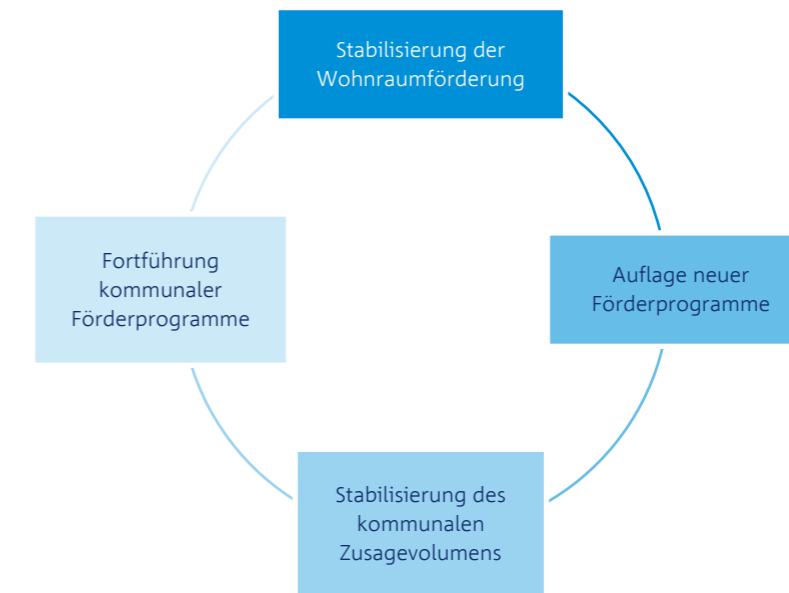 Stabilisierung der
Wohnraumförderung
Auflage neuer
Förderprogramme
Stabilisierung des
kommunalen
Zusagevolumens
Fortführung
kommunaler
Förderprogramme